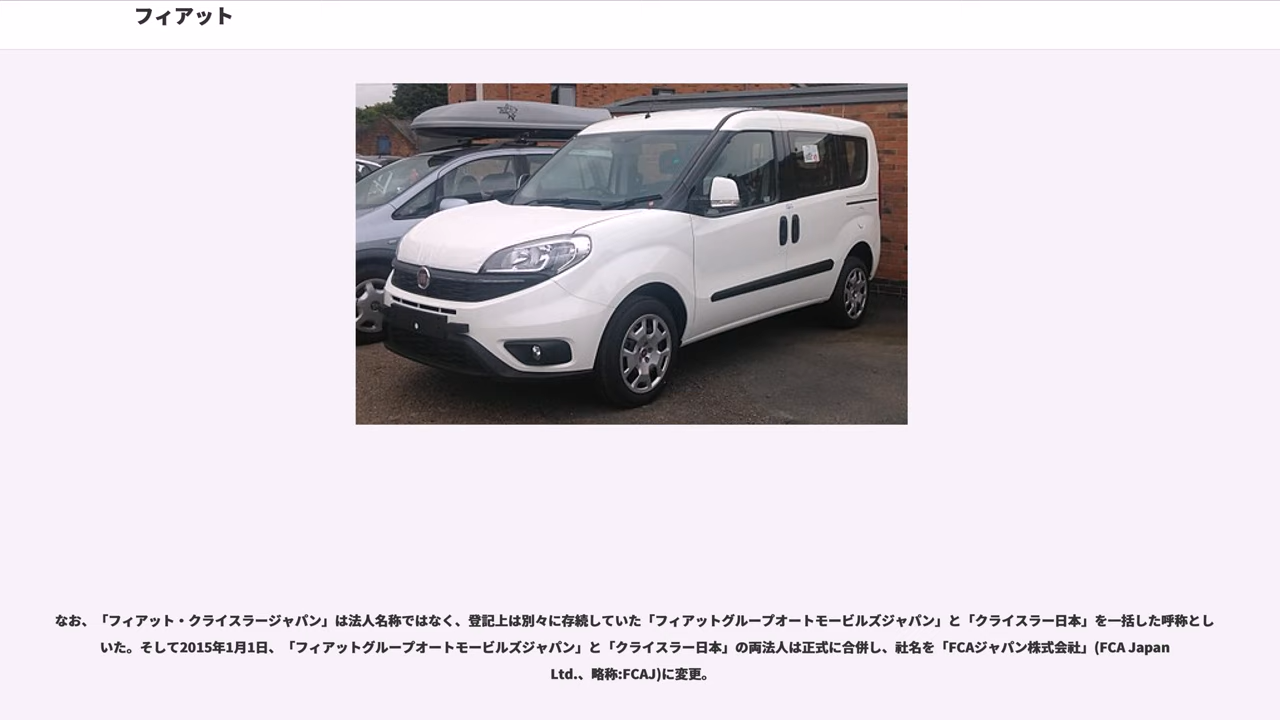 フィアット
なお、「フィアット・クライスラージャパン」は法人名称ではなく、登記上は別々に存続していた「フィアットグループオートモービルズジャパン」と「クライスラー日本」を一括した呼称とし
いた。そして2015年1月1日、「フィアットグループオートモービルズジャパン」と「クライスラー日本」の両法人は正式に合併し、社名を「FCAジャパン株式会社」(FCA Japan
Ltd.、略称:FCAJ)に変更。